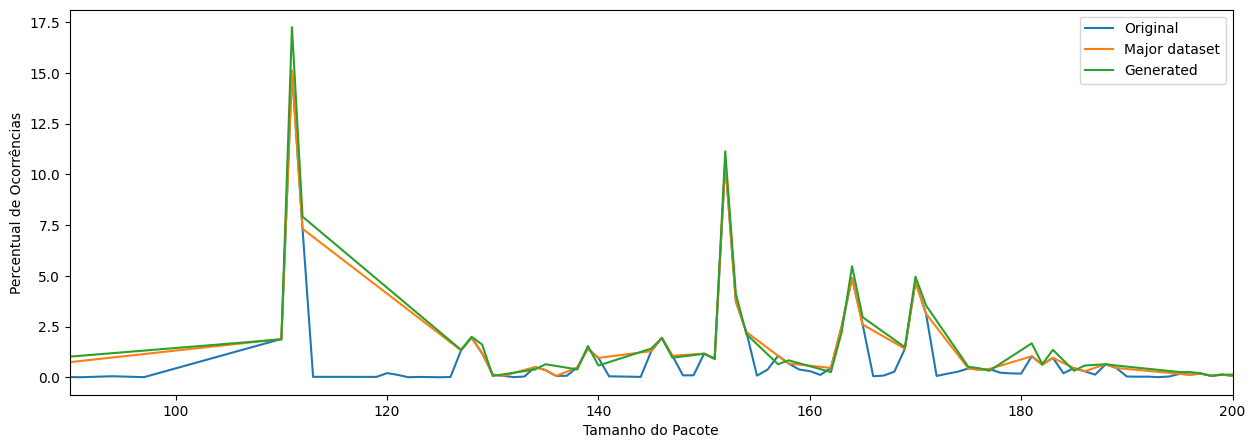 17.5
15.0
12.5
10.0
7.5
5.0
2.5
0.0
Percentual de Ocorrências
Original
Major dataset
Generated
100 120 140 160 180 200
Tamanho do Pacote